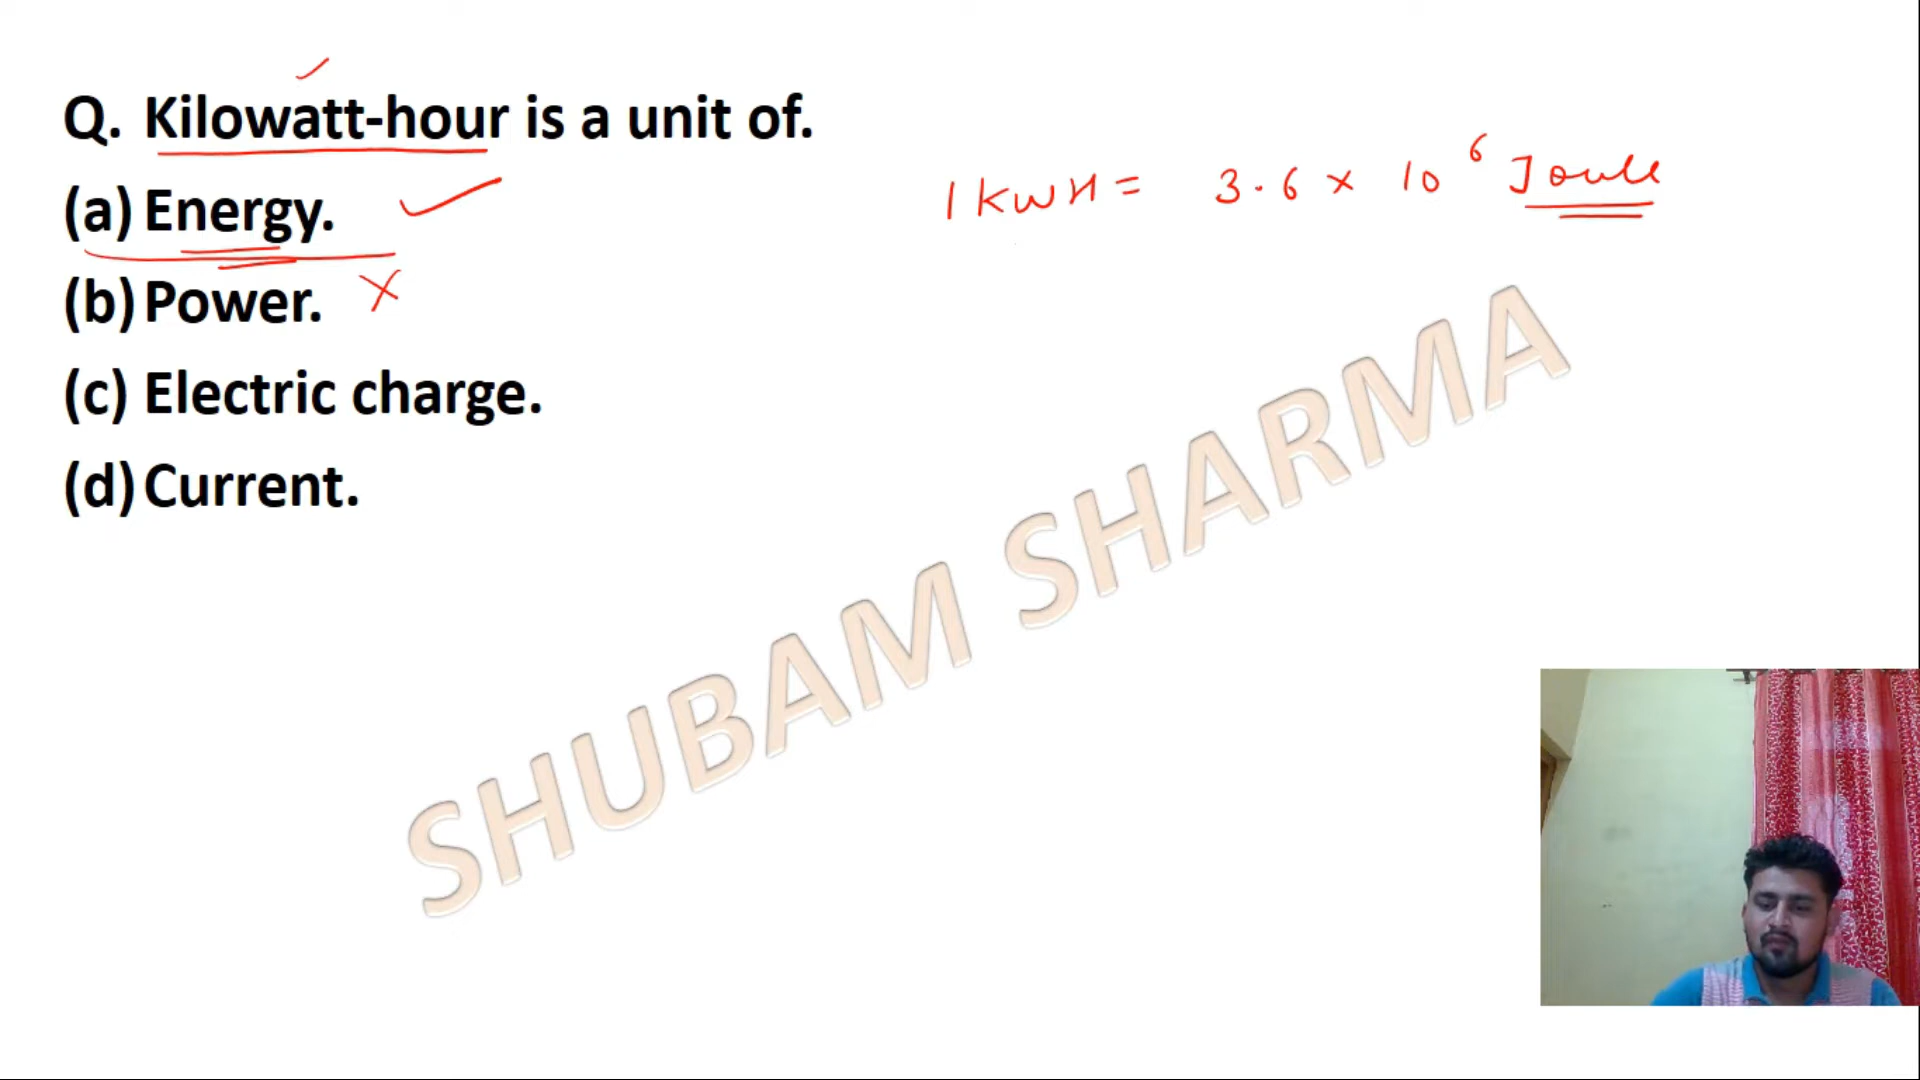 Q. Kilowatt-hour is a unit of.
(a) Energy.
(b) Power.
(c) Electric charge.
(d) Current.
1 KWH = 3.6 × 10⁶ Joule
SHUBAM SHARMA